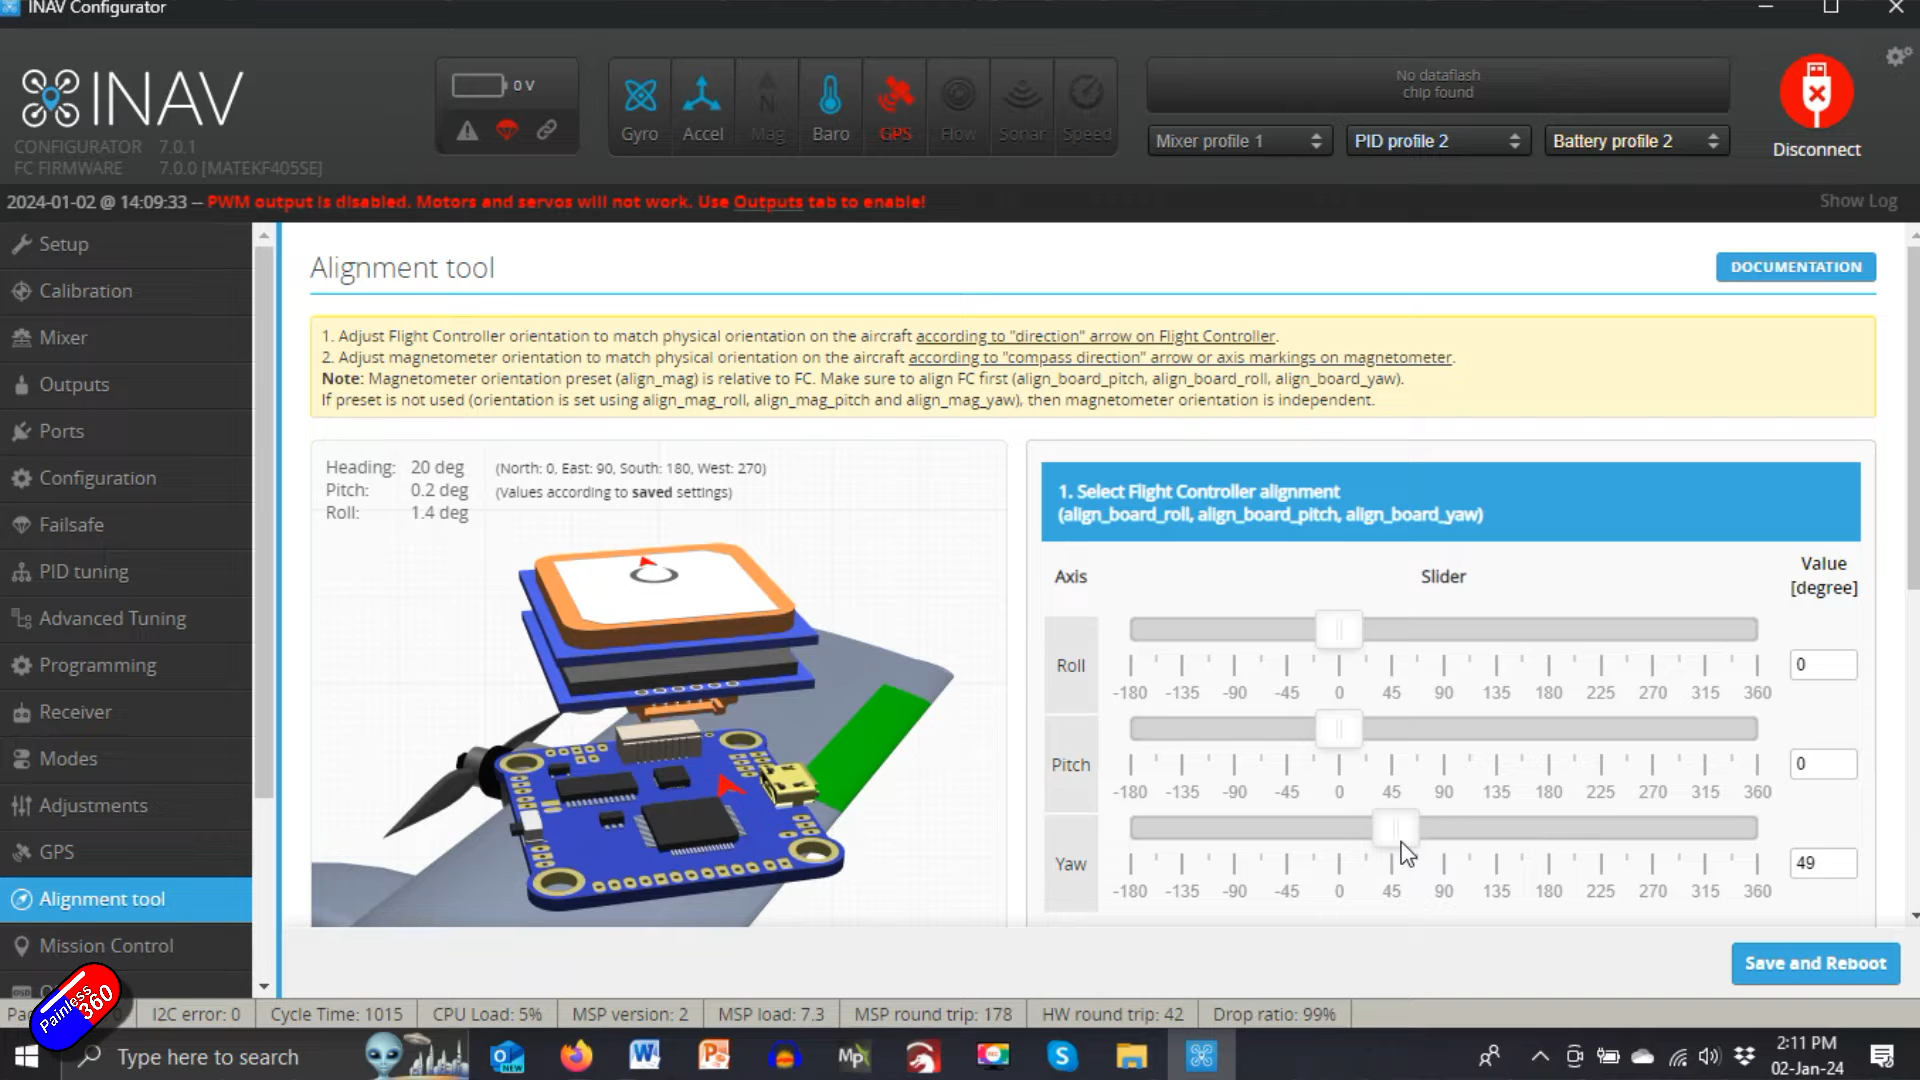 INAV Configurator
INAV
CONFIGURATOR 7.0.1
FC FIRMWARE 7.0.0 [MATEKF405SE]
0 V
Gyro
Accel
Mag
Baro
GPS
Flow
Sonar
Speed
No dataflash
chip found
Mixer profile 1
PID profile 2
Battery profile 2
Disconnect
2024-01-02 @ 14:09:33 -- PWM output is disabled. Motors and servos will not work. Use Outputs tab to enable!
Show Log
Setup
Calibration
Mixer
Outputs
Ports
Configuration
Failsafe
PID tuning
Advanced Tuning
Programming
Receiver
Modes
Adjustments
GPS
Alignment tool
Mission Control
Alignment tool
DOCUMENTATION
1. Adjust Flight Controller orientation to match physical orientation on the aircraft according to "direction" arrow on Flight Controller.
2. Adjust magnetometer orientation to match physical orientation on the aircraft according to "compass direction" arrow or axis markings on magnetometer.
Note: Magnetometer orientation preset (align_mag) is relative to FC. Make sure to align FC first (align_board_pitch, align_board_roll, align_board_yaw).
If preset is not used (orientation is set using align_mag_roll, align_mag_pitch and align_mag_yaw), then magnetometer orientation is independent.
Heading: 20 deg (North: 0, East: 90, South: 180, West: 270)
Pitch: 0.2 deg (Values according to saved settings)
Roll: 1.4 deg
1. Select Flight Controller alignment
(align_board_roll, align_board_pitch, align_board_yaw)
Axis Slider Value
[degree]
Roll 0
-180 -135 -90 -45 0 45 90 135 180 225 270 315 360
Pitch 0
-180 -135 -90 -45 0 45 90 135 180 225 270 315 360
Yaw 49
-180 -135 -90 -45 0 45 90 135 180 225 270 315 360
Save and Reboot
Painless360
I2C error: 0
Cycle Time: 1015
CPU Load: 5%
MSP version: 2
MSP load: 7.3
MSP round trip: 178
HW round trip: 42
Drop ratio: 99%
Type here to search
2:11 PM
02-Jan-24